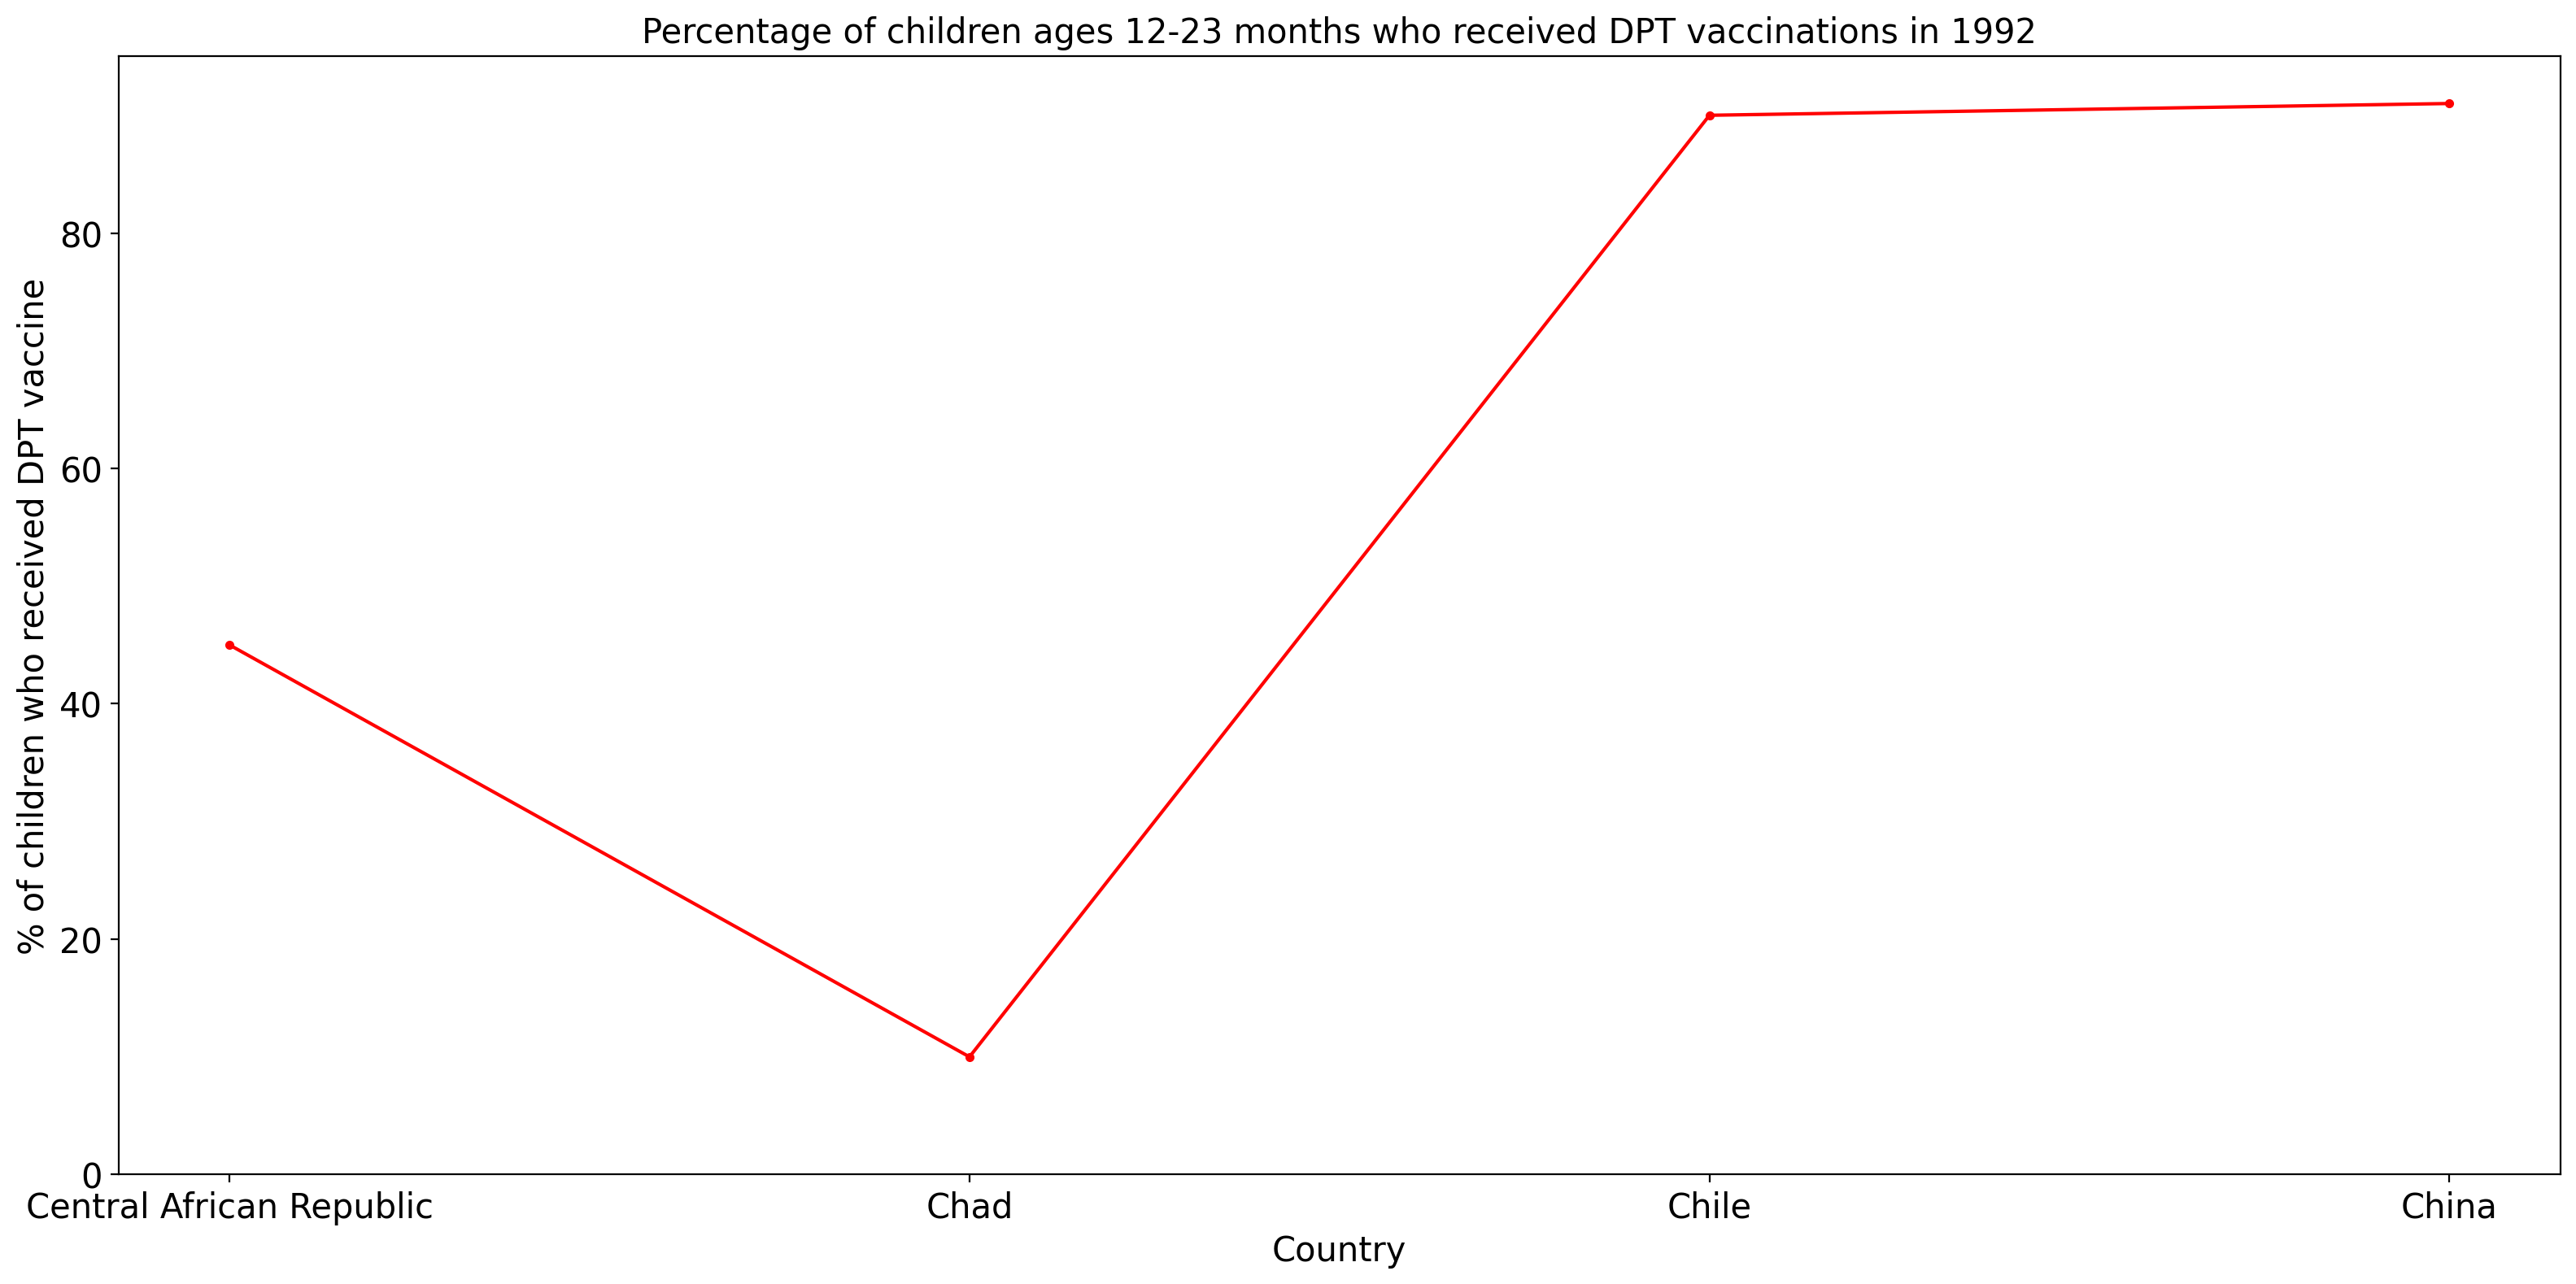 Percentage of children ages 12-23 months who received DPT vaccinations in 1992
% of children who received DPT vaccine
80
60
40
20
0
Central African Republic
Chad
Chile
China
Country